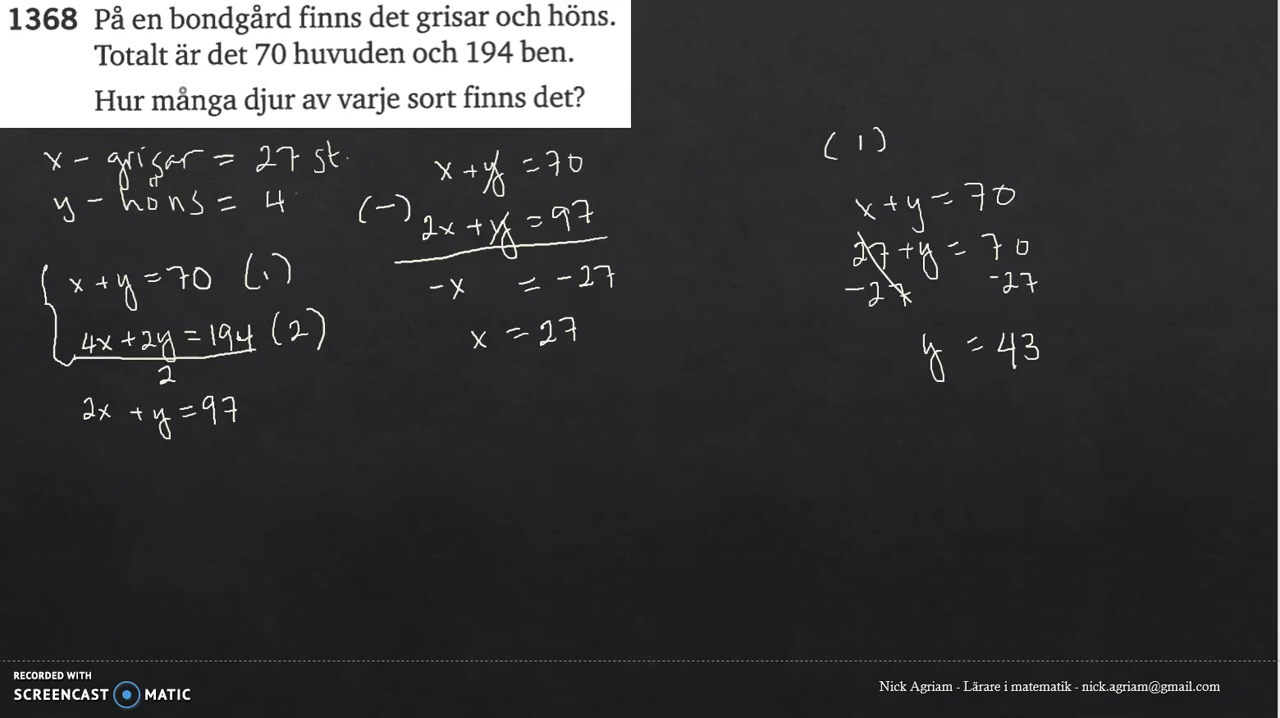 1368 På en bondgård finns det grisar och höns.
Totalt är det 70 huvuden och 194 ben.
Hur många djur av varje sort finns det?
x - grisar = 27 st.
y - höns = 4
x + y = 70 (1)
4x + 2y = 194 (2)
2
2x + y = 97
x + y = 70
(-) 2x + y = 97
-x = -27
x = 27
(1)
x + y = 70
27 + y = 70
-27 -27
y = 43
RECORDED WITH
SCREENCAST MATIC
Nick Agriam - Lärare i matematik - nick.agriam@gmail.com